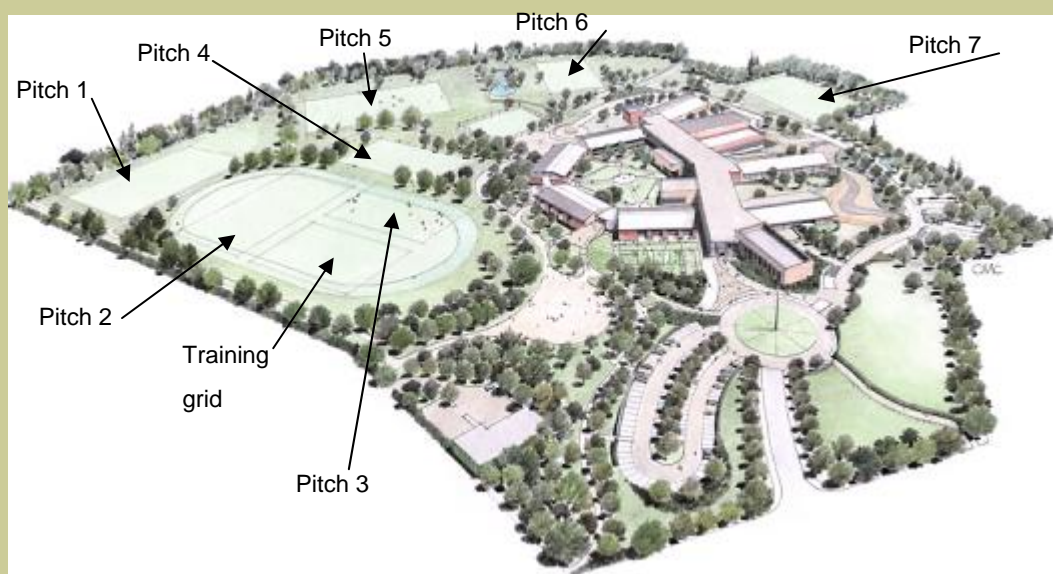 Pitch 6
Pitch 5
Pitch 4
Pitch 7
Pitch 1
CMC
Pitch 2
Training
grid
Pitch 3